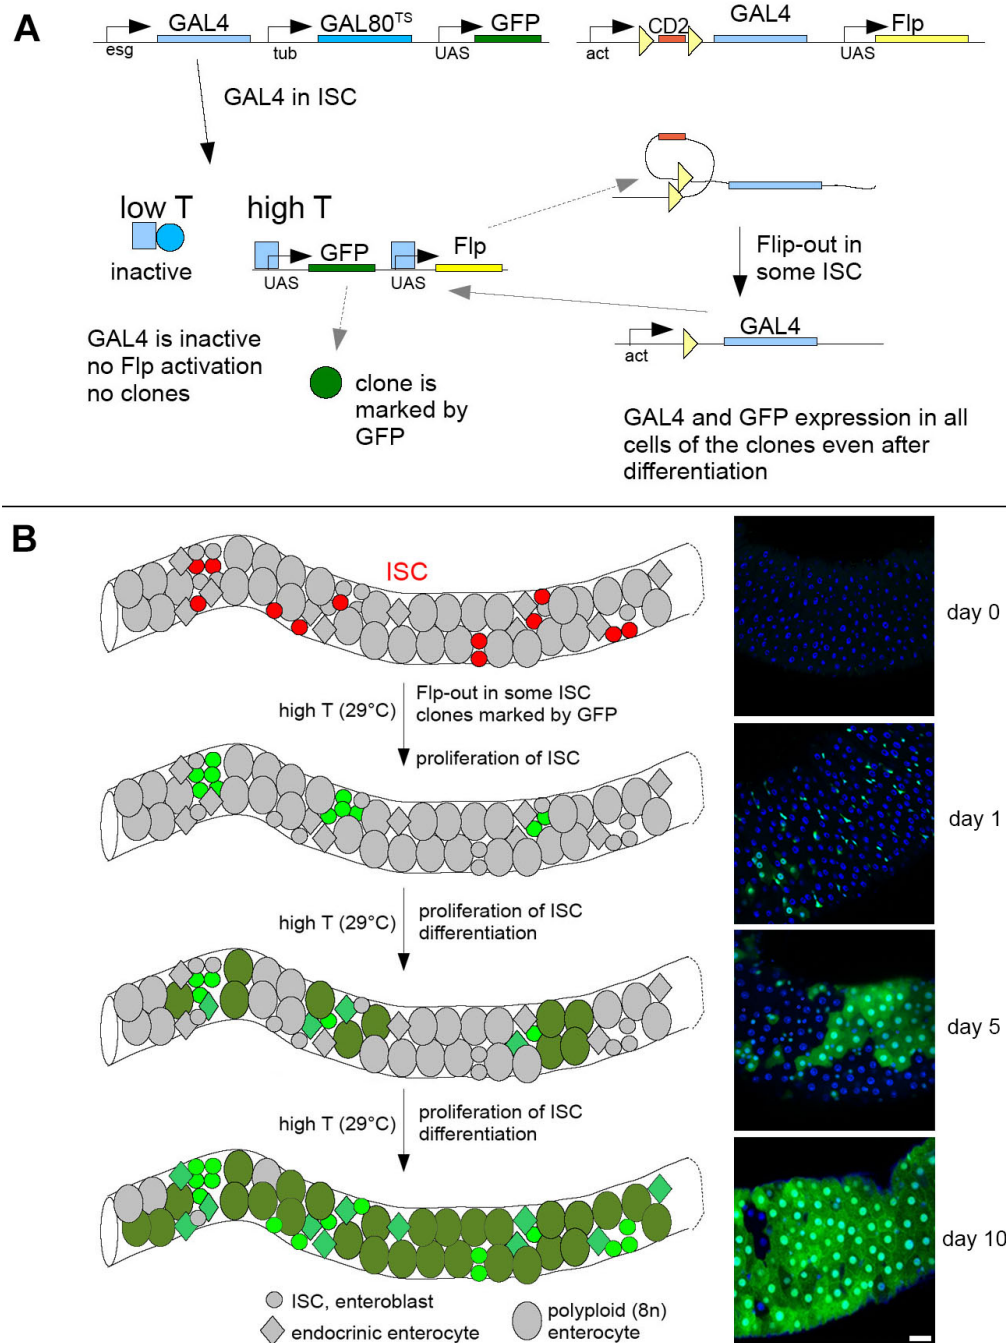 A
GAL4
GAL80TS
GFP
CD2
GAL4
Flp
esg
tub
UAS
act
UAS
GAL4 in ISC
low T
high T
inactive
GFP
Flp
UAS
UAS
Flip-out in
some ISC
GAL4 is inactive
no Flp activation
no clones
clone is
marked by
GFP
GAL4
act
GAL4 and GFP expression in all
cells of the clones even after
differentiation
B
ISC
day 0
high T (29°C)
Flp-out in some ISC
clones marked by GFP
proliferation of ISC
day 1
high T (29°C)
proliferation of ISC
differentiation
day 5
high T (29°C)
proliferation of ISC
differentiation
day 10
ISC, enteroblast
endocrinic enterocyte
polyploid (8n)
enterocyte